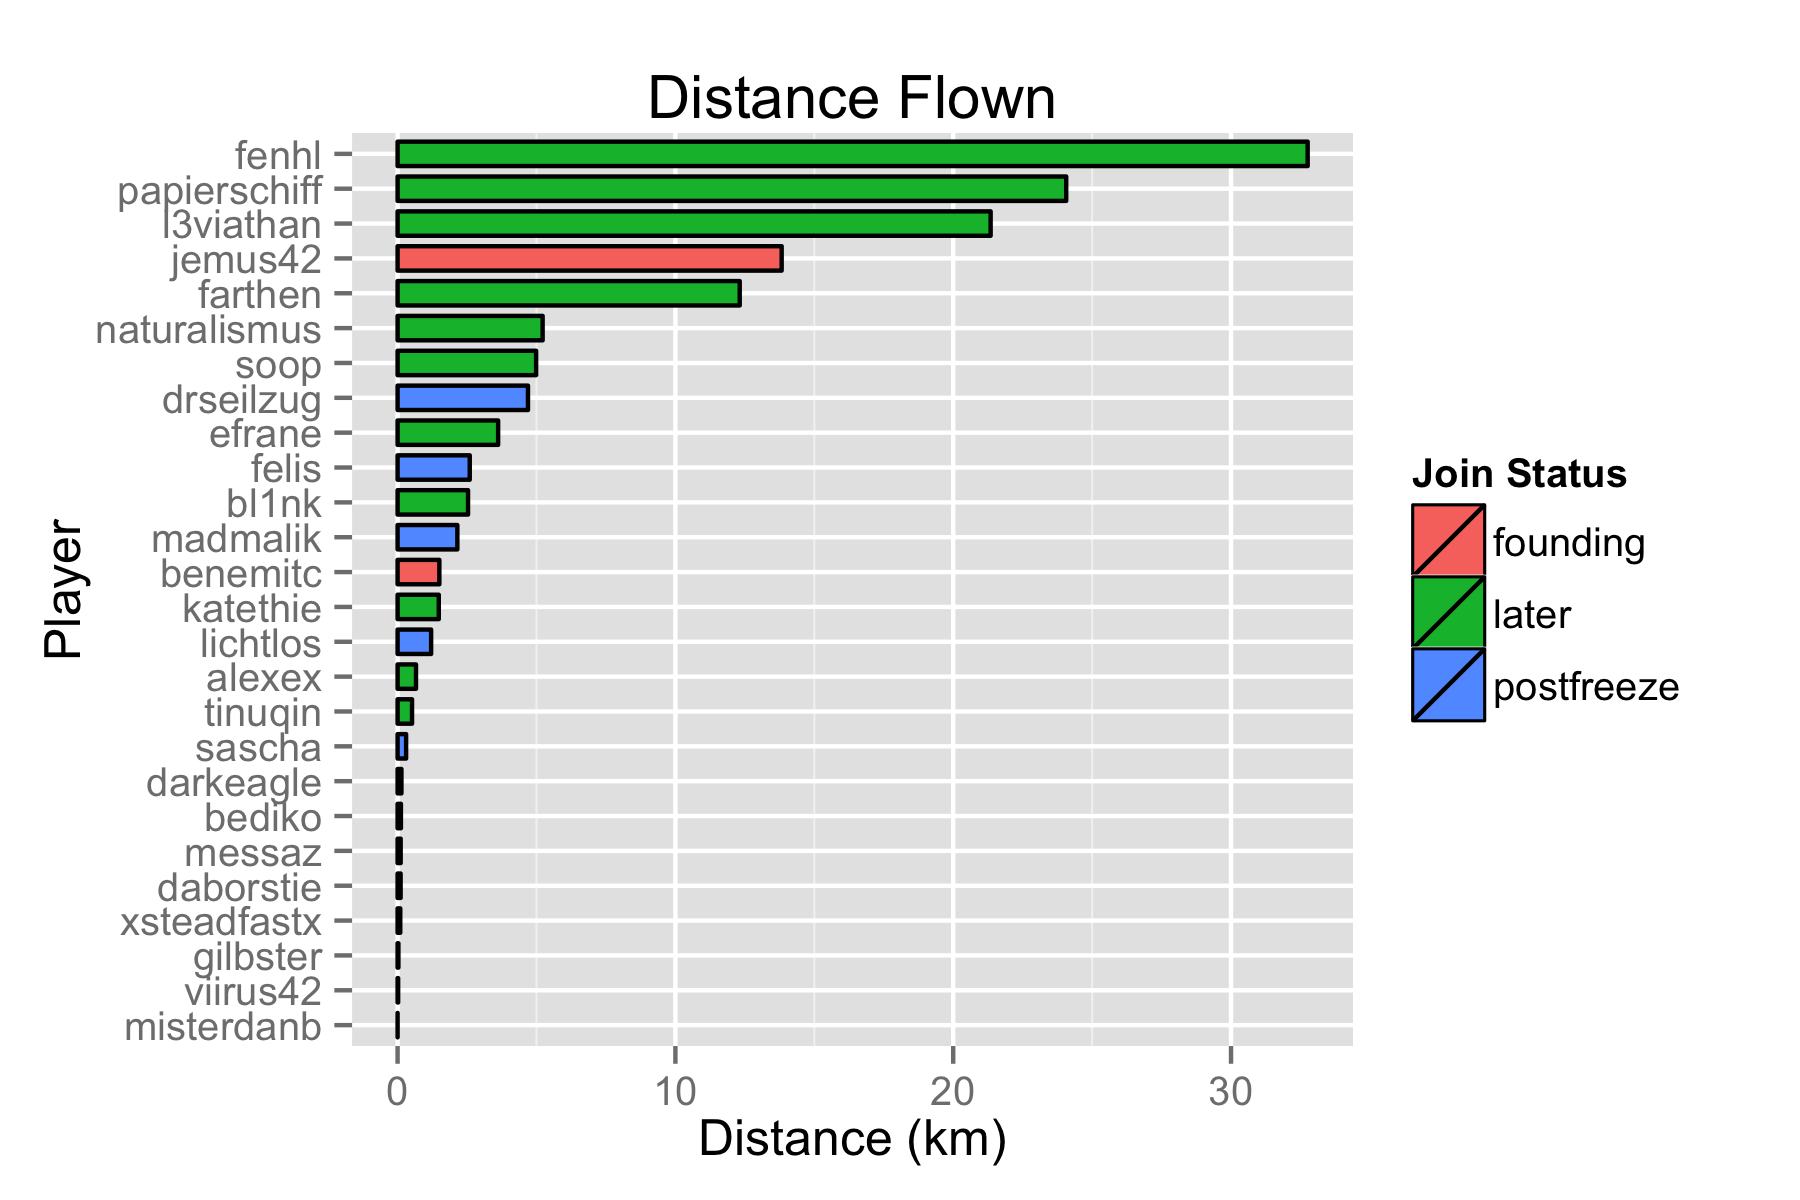 Distance Flown
fenhl
papierschiff
l3viathan
jemus42
farthen
naturalismus
soop
drseilzug
efrane
felis
bl1nk
madmalik
benemitc
katethie
lichtlos
alexex
tinuqin
sascha
darkeagle
bediko
messaz
daborstie
xsteadfastx
gilbster
viirus42
misterdanb
Player
0 10 20 30
Distance (km)
Join Status
founding
later
postfreeze